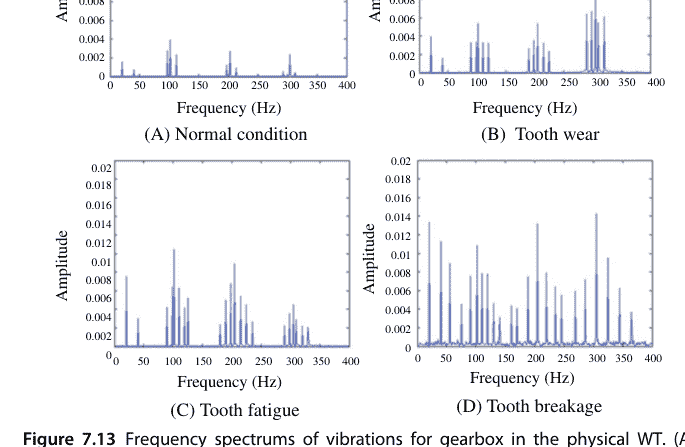 0.008
0.006
0.004
0.002
0
0 50 100 150 200 250 300 350 400
Frequency (Hz)
(A) Normal condition
0.008
0.006
0.004
0.002
0
0 50 100 150 200 250 300 350 400
Frequency (Hz)
(B) Tooth wear
0.02
0.018
0.016
0.014
0.012
0.01
0.008
0.006
0.004
0.002
0
Amplitude
0 50 100 150 200 250 300 350 400
Frequency (Hz)
(C) Tooth fatigue
0.02
0.018
0.016
0.014
0.012
0.01
0.008
0.006
0.004
0.002
0
Amplitude
0 50 100 150 200 250 300 350 400
Frequency (Hz)
(D) Tooth breakage
Figure 7.13 Frequency spectrums of vibrations for gearbox in the physical WT. (A